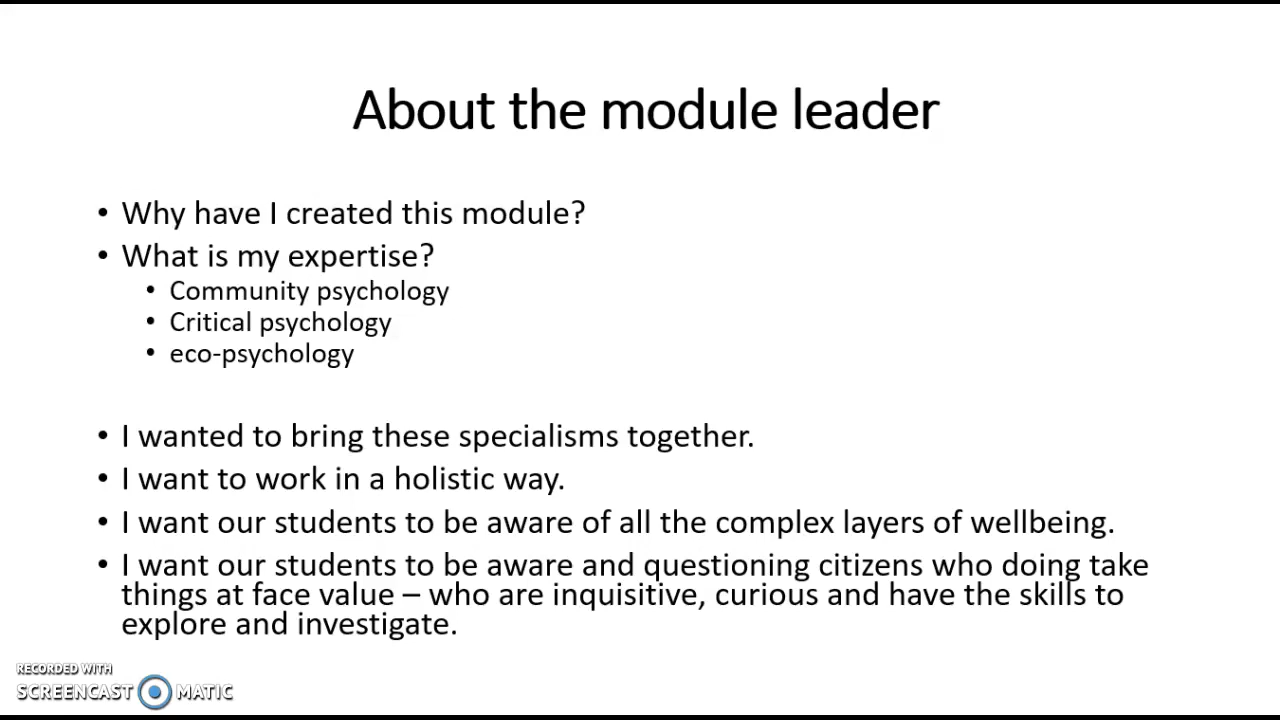 About the module leader
• Why have I created this module?
• What is my expertise?
• Community psychology
• Critical psychology
• eco-psychology
• I wanted to bring these specialisms together.
• I want to work in a holistic way.
• I want our students to be aware of all the complex layers of wellbeing.
• I want our students to be aware and questioning citizens who doing take
things at face value – who are inquisitive, curious and have the skills to
explore and investigate.
RECORDED WITH
SCREENCAST MATIC